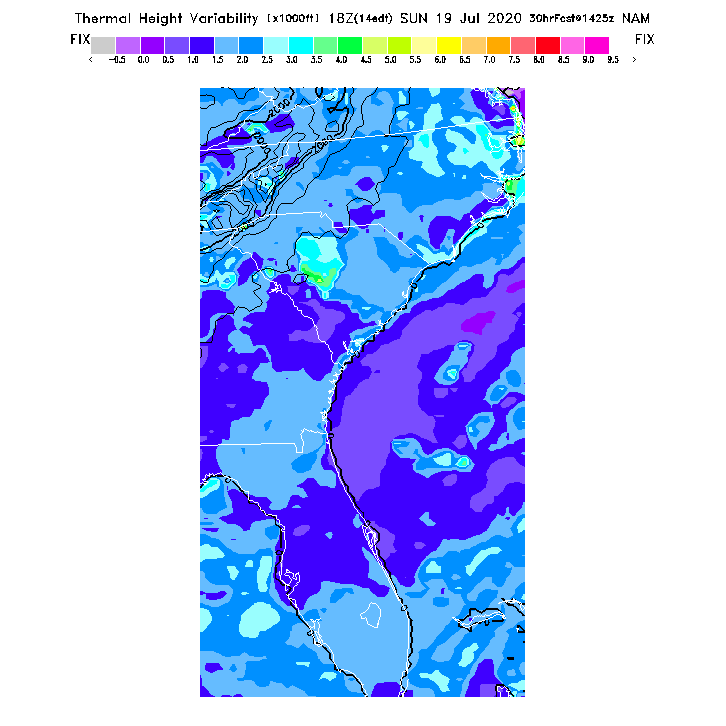 Thermal Height Variability [x1000ft] 18Z(14edt) SUN 19 Jul 2020 30hrFcst@1425z NAM
FIX FIX
< -0.5 0.0 0.5 1.0 1.5 2.0 2.5 3.0 3.5 4.0 4.5 5.0 5.5 6.0 6.5 7.0 7.5 8.0 8.5 9.0 9.5 >
2000
2000